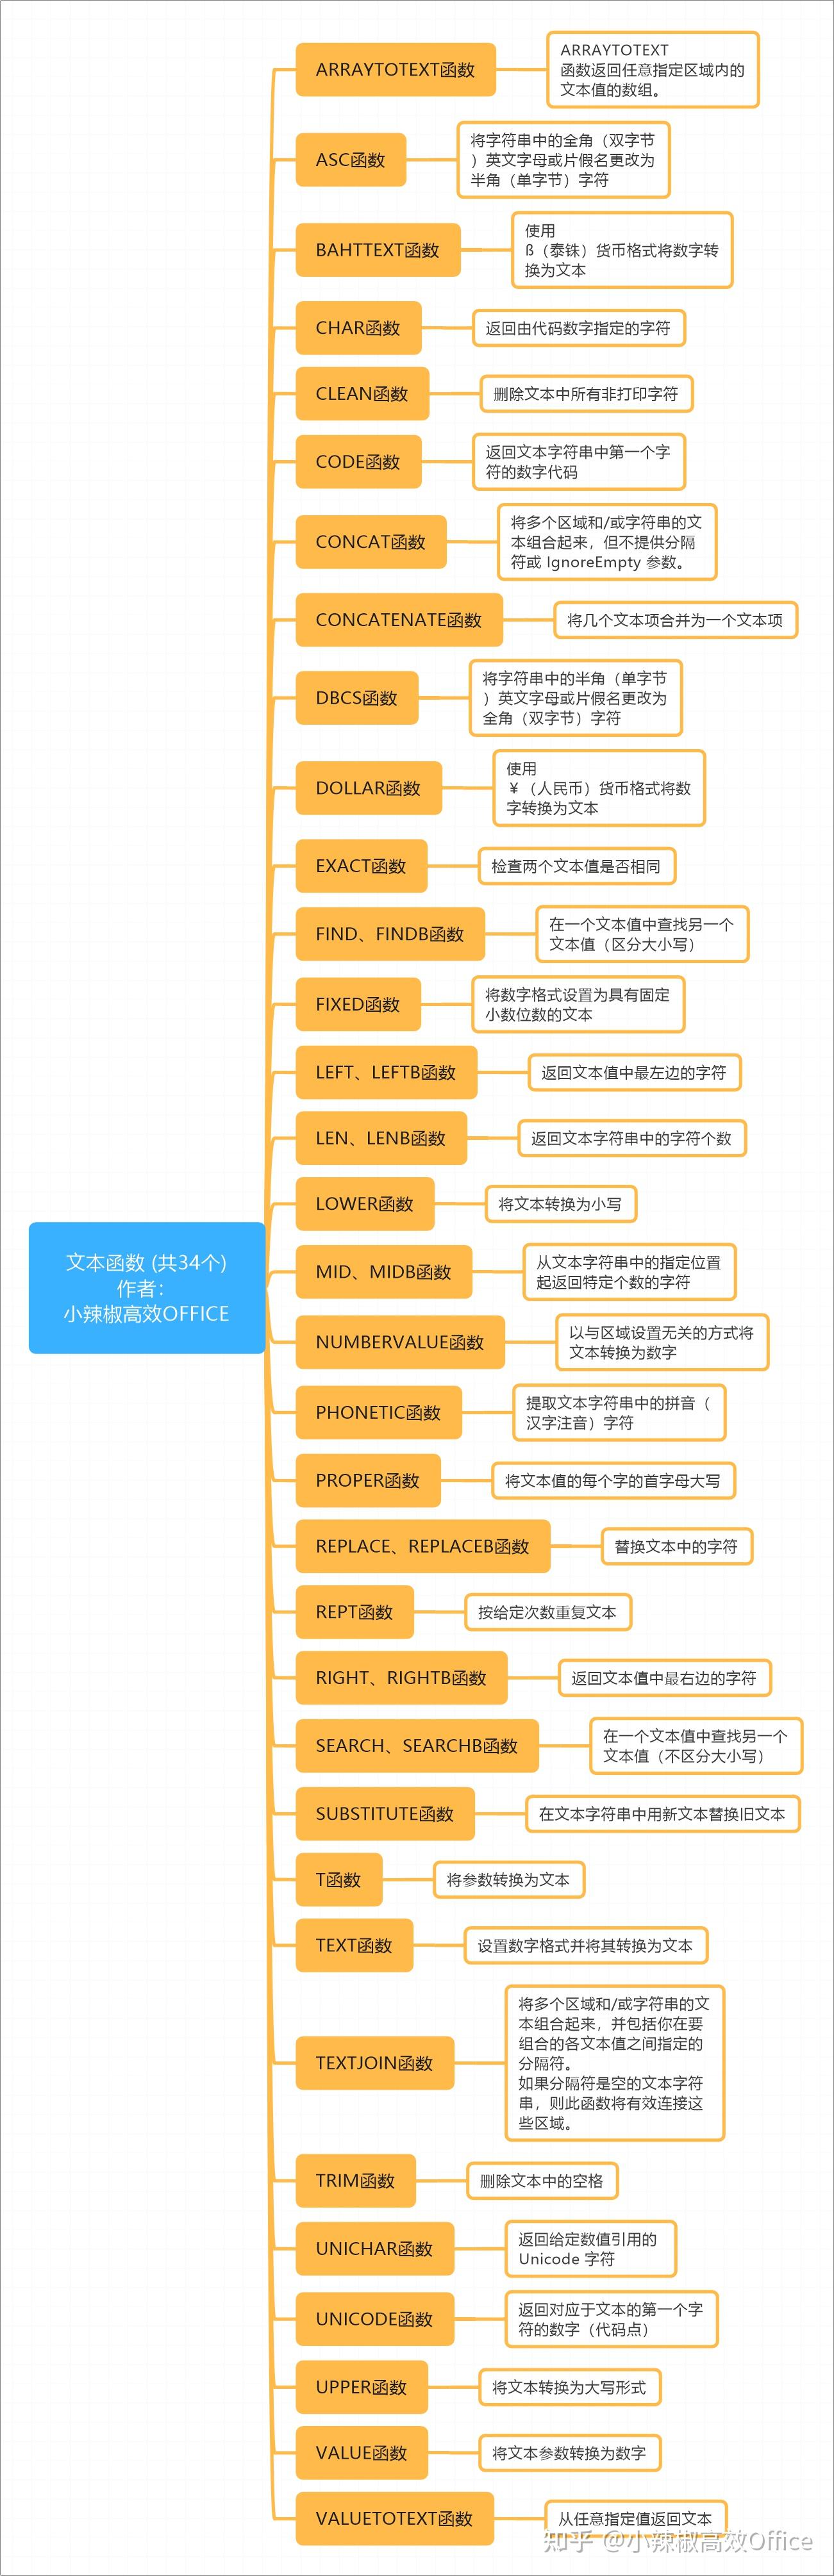 ARRAYTOTEXT函数
ARRAYTOTEXT
函数返回任意指定区域内的
文本值的数组。
ASC函数
将字符串中的全角（双字节
）英文字母或片假名更改为
半角（单字节）字符
BAHTTEXT函数
使用
ß（泰铢）货币格式将数字转
换为文本
CHAR函数
返回由代码数字指定的字符
CLEAN函数
删除文本中所有非打印字符
CODE函数
返回文本字符串中第一个字
符的数字代码
CONCAT函数
将多个区域和/或字符串的文
本组合起来，但不提供分隔
符或 IgnoreEmpty 参数。
CONCATENATE函数
将几个文本项合并为一个文本项
DBCS函数
将字符串中的半角（单字节
）英文字母或片假名更改为
全角（双字节）字符
DOLLAR函数
使用
￥（人民币）货币格式将数
字转换为文本
EXACT函数
检查两个文本值是否相同
FIND、FINDB函数
在一个文本值中查找另一个
文本值（区分大小写）
FIXED函数
将数字格式设置为具有固定
小数位数的文本
LEFT、LEFTB函数
返回文本值中最左边的字符
LEN、LENB函数
返回文本字符串中的字符个数
LOWER函数
将文本转换为小写
文本函数 (共34个)
作者：
小辣椒高效OFFICE
MID、MIDB函数
从文本字符串中的指定位置
起返回特定个数的字符
NUMBERVALUE函数
以与区域设置无关的方式将
文本转换为数字
PHONETIC函数
提取文本字符串中的拼音（
汉字注音）字符
PROPER函数
将文本值的每个字的首字母大写
REPLACE、REPLACEB函数
替换文本中的字符
REPT函数
按给定次数重复文本
RIGHT、RIGHTB函数
返回文本值中最右边的字符
SEARCH、SEARCHB函数
在一个文本值中查找另一个
文本值（不区分大小写）
SUBSTITUTE函数
在文本字符串中用新文本替换旧文本
T函数
将参数转换为文本
TEXT函数
设置数字格式并将其转换为文本
TEXTJOIN函数
将多个区域和/或字符串的文
本组合起来，并包括你在要
组合的各文本值之间指定的
分隔符。
如果分隔符是空的文本字符
串，则此函数将有效连接这
些区域。
TRIM函数
删除文本中的空格
UNICHAR函数
返回给定数值引用的
Unicode 字符
UNICODE函数
返回对应于文本的第一个字
符的数字（代码点）
UPPER函数
将文本转换为大写形式
VALUE函数
将文本参数转换为数字
VALUETOTEXT函数
从任意指定值返回文本
知乎 @小辣椒高效Office